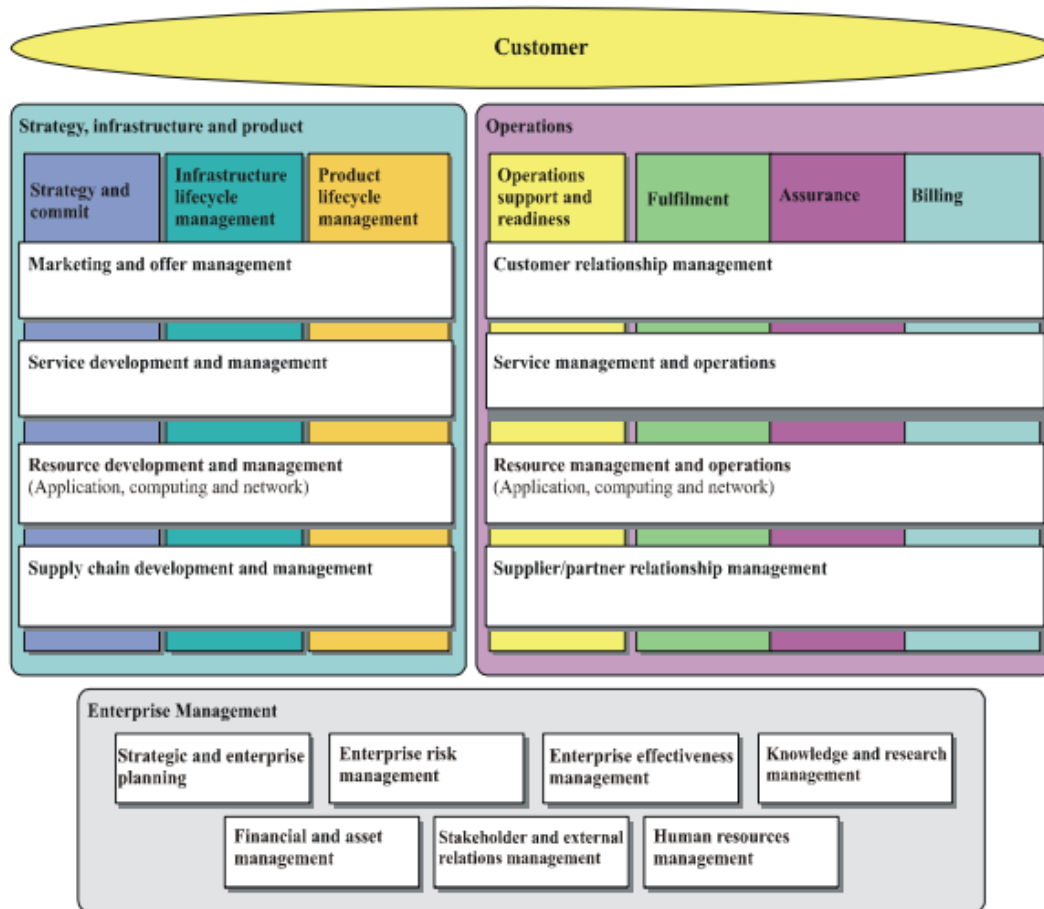 Customer
Strategy, infrastructure and product
Strategy and
commit
Infrastructure
lifecycle
management
Product
lifecycle
management
Marketing and offer management
Service development and management
Resource development and management
(Application, computing and network)
Supply chain development and management
Operations
Operations
support and
readiness
Fulfilment
Assurance
Billing
Customer relationship management
Service management and operations
Resource management and operations
(Application, computing and network)
Supplier/partner relationship management
Enterprise Management
Strategic and enterprise
planning
Enterprise risk
management
Enterprise effectiveness
management
Knowledge and research
management
Financial and asset
management
Stakeholder and external
relations management
Human resources
management